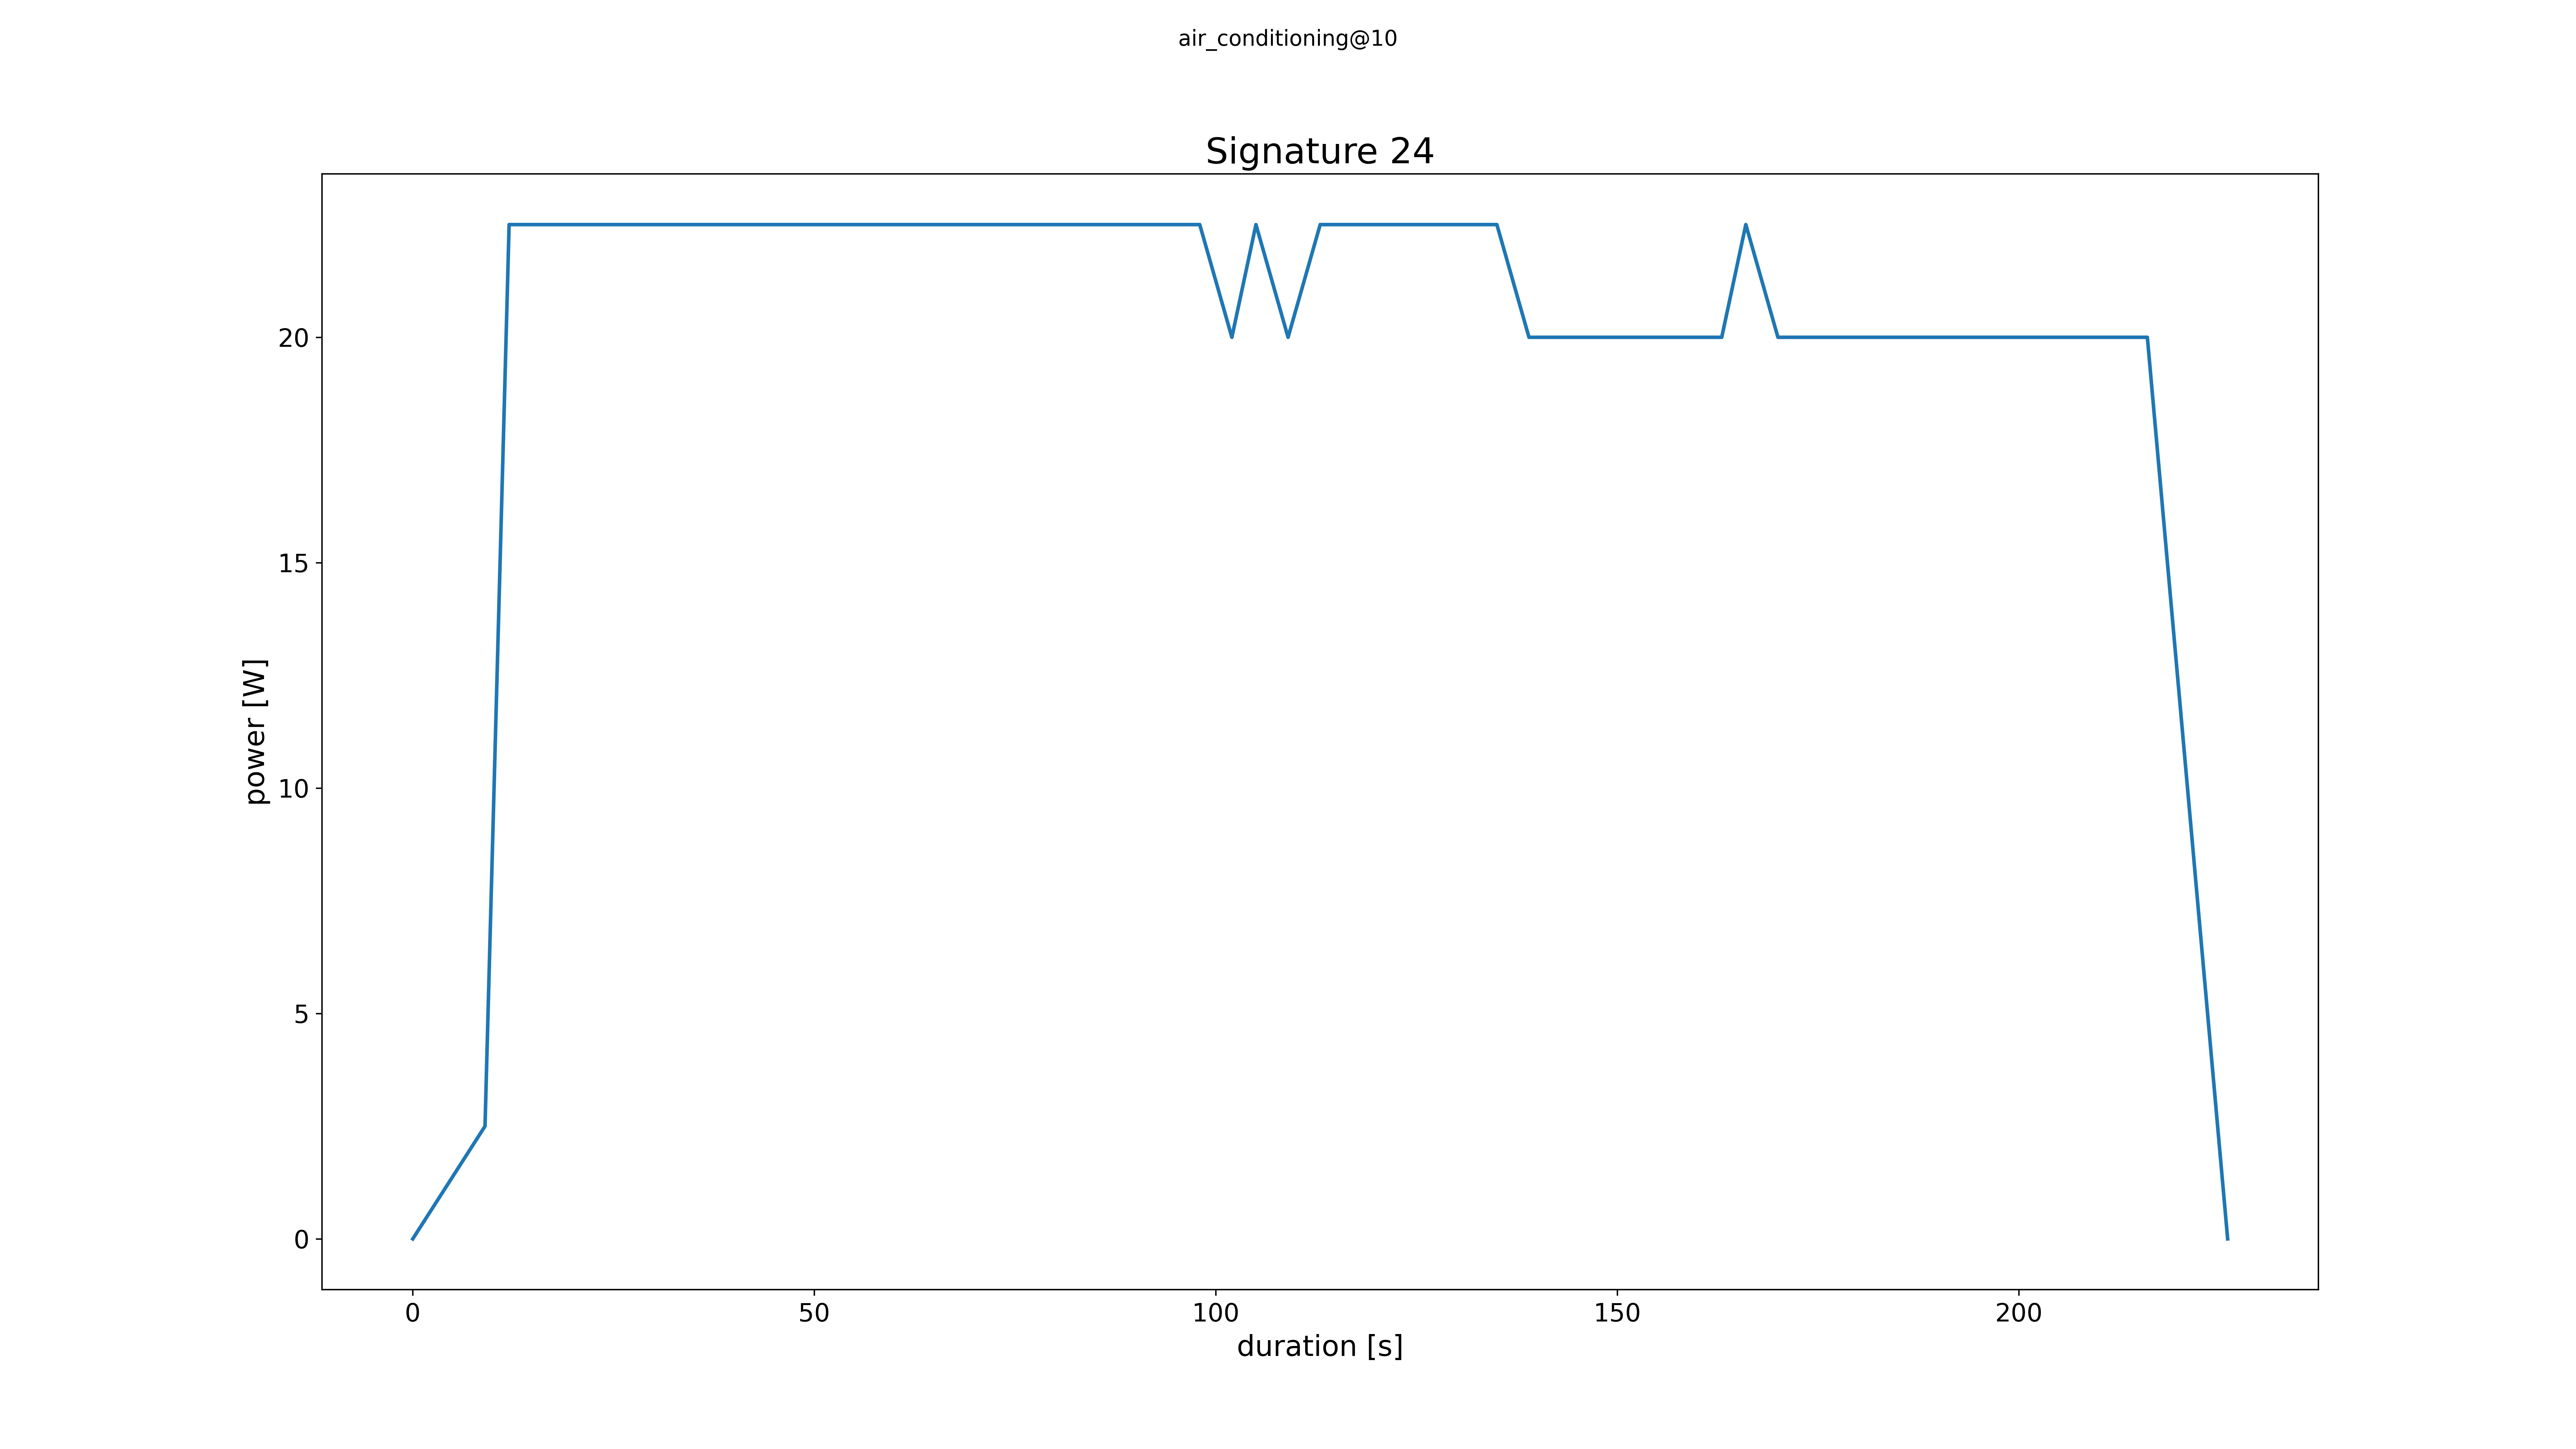 air_conditioning@10
Signature 24
power [W]
20
15
10
5
0
0 50 100 150 200
duration [s]